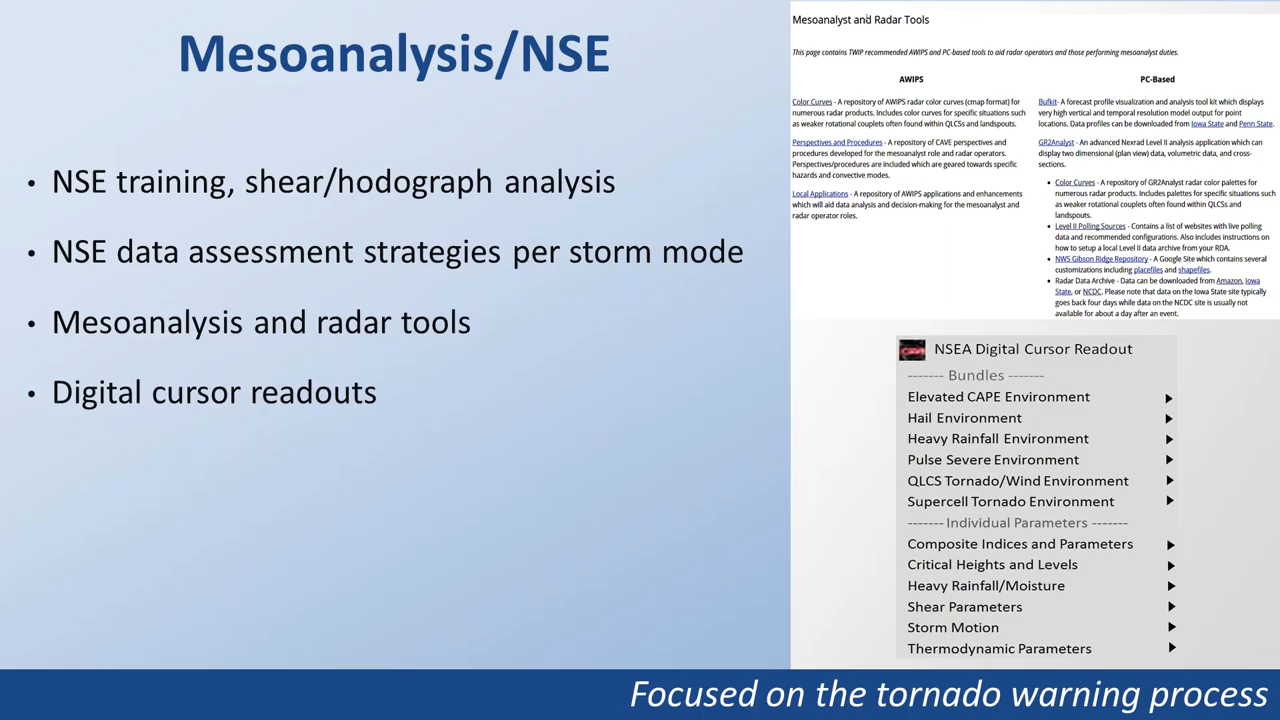 Mesoanalysis/NSE
• NSE training, shear/hodograph analysis
• NSE data assessment strategies per storm mode
• Mesoanalysis and radar tools
• Digital cursor readouts
Mesoanalyst and Radar Tools
This page contains TWIP recommended AWIPS and PC-based tools to aid radar operators and those performing mesoanalyst duties.
AWIPS
Color Curves - A repository of AWIPS radar color curves (cmap format) for
numerous radar products. Includes color curves for specific situations such
as weaker rotational couplets often found within QLCSs and landspouts.
Perspectives and Procedures - A repository of CAVE perspectives and
procedures developed for the mesoanalyst role and radar operators.
Perspectives/procedures are included which are geared towards specific
hazards and convective modes.
Local Applications - A repository of AWIPS applications and enhancements
which will aid data analysis and decision-making for the mesoanalyst and
radar operator roles.
PC-Based
Bufkit- A forecast profile visualization and analysis tool kit which displays
very high vertical and temporal resolution model output for point
locations. Data profiles can be downloaded from Iowa State and Penn State.
GR2Analyst - An advanced Nexrad Level II analysis application which can
display two dimensional (plan view) data, volumetric data, and cross-
sections.
• Color Curves - A repository of GR2Analyst radar color palettes for
numerous radar products. Includes palettes for specific situations such
as weaker rotational couplets often found within QLCSs and
landspouts.
• Level II Polling Sources - Contains a list of websites with live polling
data and recommended configurations. Also includes instructions on
how to setup a local Level II data archive from your RDA.
• NWS Gibson Ridge Repository - A Google Site which contains several
customizations including placefiles and shapefiles.
• Radar Data Archive - Data can be downloaded from Amazon, Iowa
State, or NCDC. Please note that data on the Iowa State site typically
goes back four days while data on the NCDC site is usually not
available for about a day after an event.
NSEA Digital Cursor Readout
------- Bundles -------
Elevated CAPE Environment
Hail Environment
Heavy Rainfall Environment
Pulse Severe Environment
QLCS Tornado/Wind Environment
Supercell Tornado Environment
------- Individual Parameters -------
Composite Indices and Parameters
Critical Heights and Levels
Heavy Rainfall/Moisture
Shear Parameters
Storm Motion
Thermodynamic Parameters
Focused on the tornado warning process